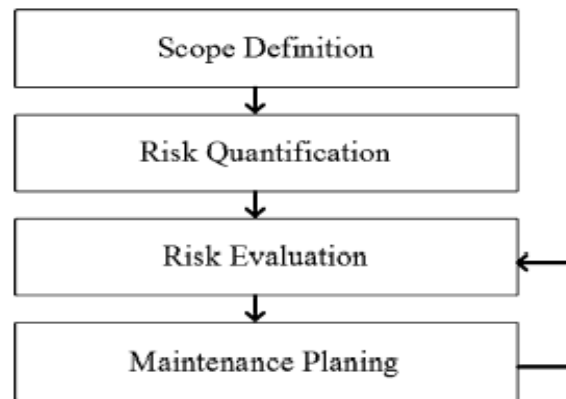 Scope Definition
Risk Quantification
Risk Evaluation
Maintenance Planing